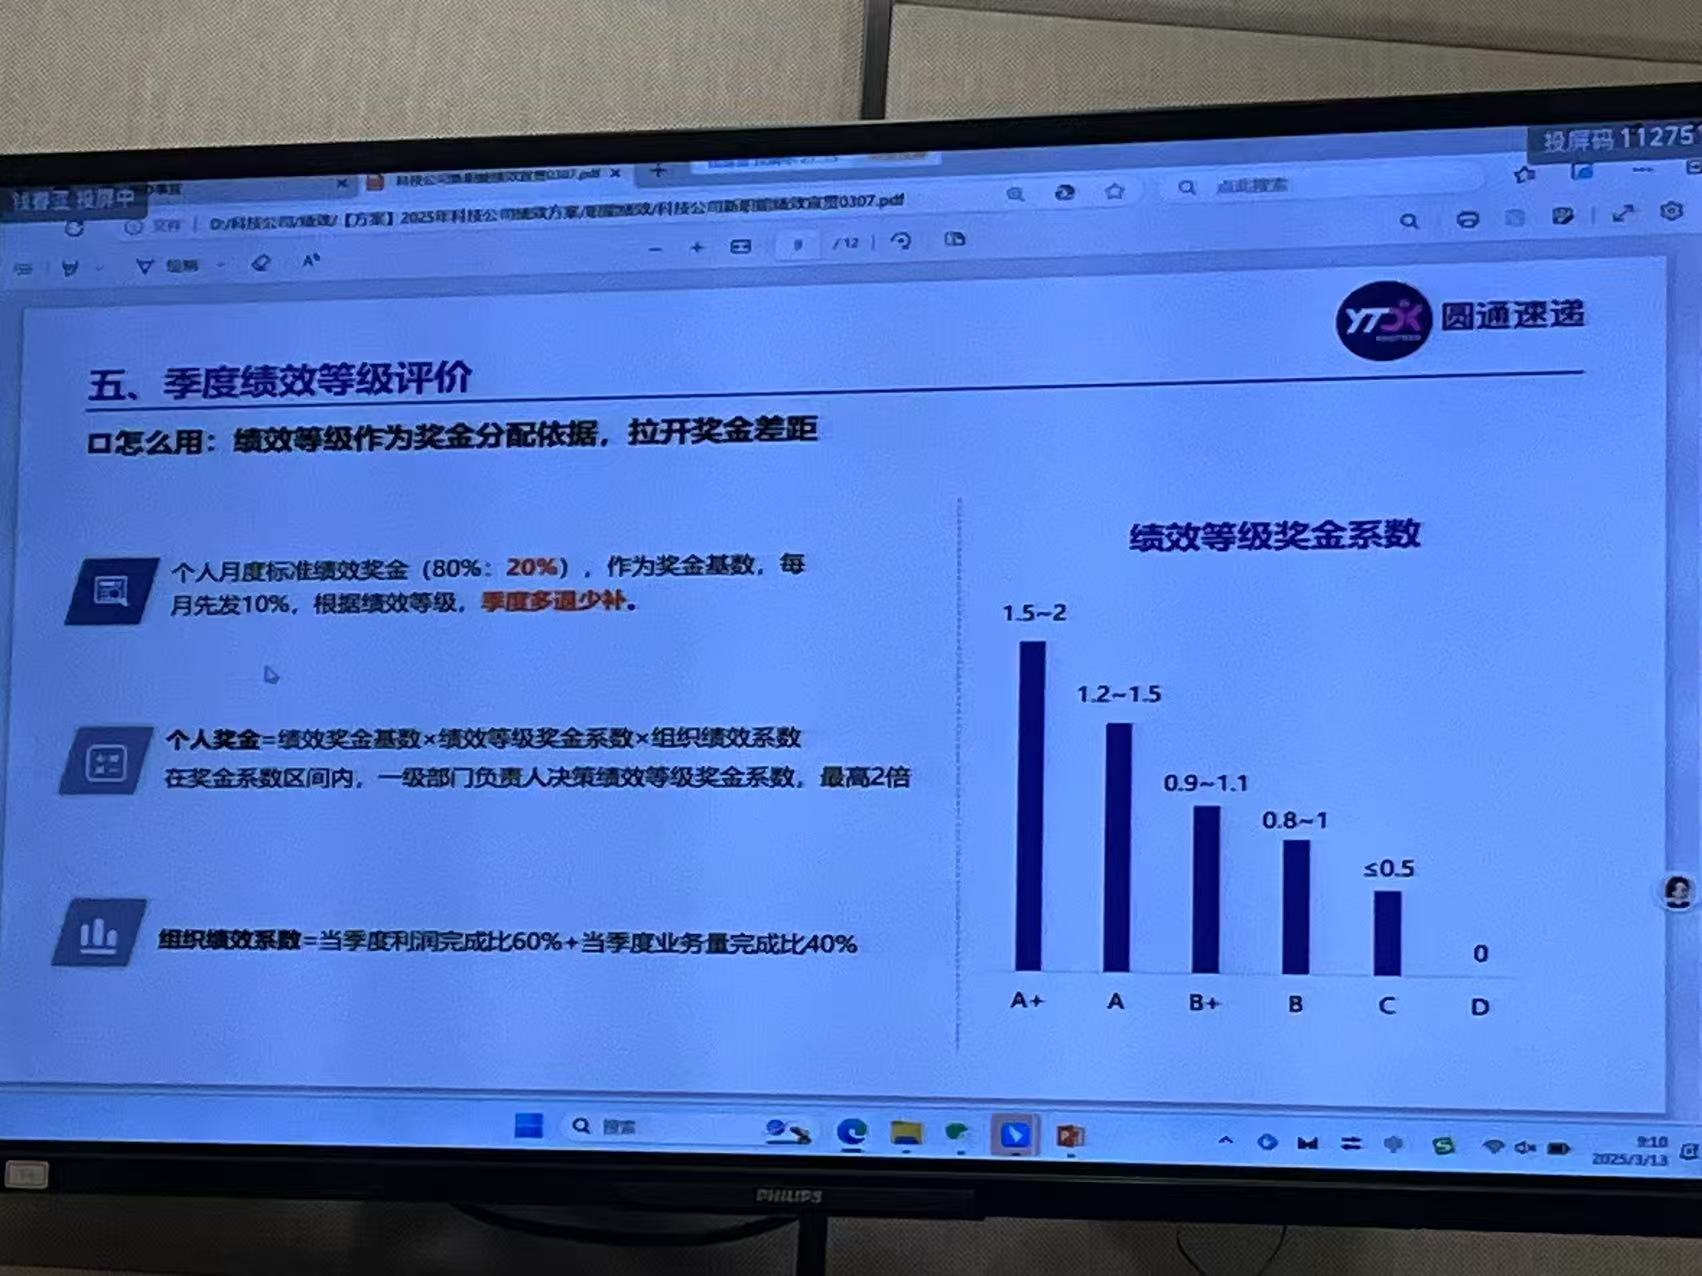 投屏码 11275
投屏中
科技公司新职能绩效宣贯0307.pdf
文件 | D:/科技公司/绩效/【方案】2025年科技公司绩效方案/职能绩效/科技公司新职能绩效宣贯0307.pdf
点此搜索
绘制
9 /12
YTO 圆通速递
五、季度绩效等级评价
口怎么用：绩效等级作为奖金分配依据，拉开奖金差距
个人月度标准绩效奖金（80%：20%），作为奖金基数，每
月先发10%，根据绩效等级，季度多退少补。
个人奖金=绩效奖金基数×绩效等级奖金系数×组织绩效系数
在奖金系数区间内，一级部门负责人决策绩效等级奖金系数，最高2倍
组织绩效系数=当季度利润完成比60%+当季度业务量完成比40%
绩效等级奖金系数
1.5~2
1.2~1.5
0.9~1.1
0.8~1
≤0.5
0
A+ A B+ B C D
搜索
9:10
2025/3/13
PHILIPS